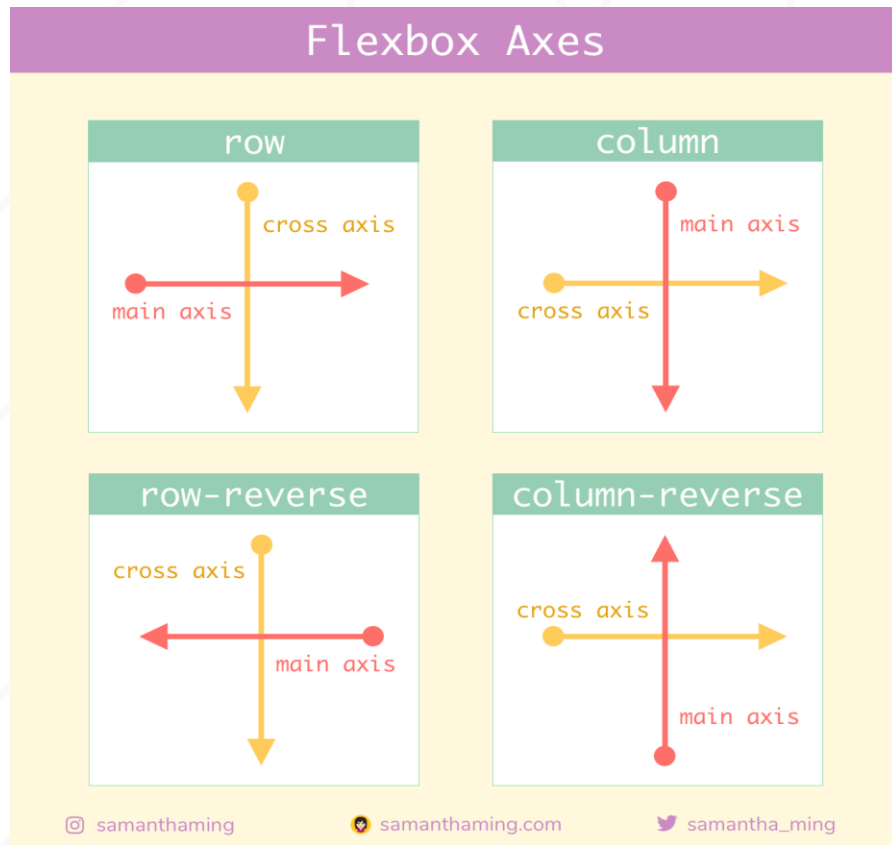 Flexbox Axes
row
cross axis
main axis
column
main axis
cross axis
row-reverse
cross axis
main axis
column-reverse
cross axis
main axis
samanthaming
samanthaming.com
samantha_ming